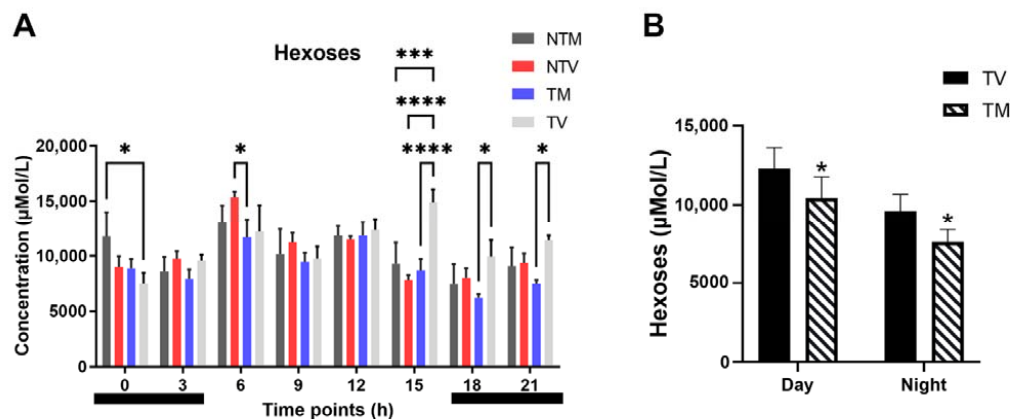 A
Hexoses
NTM
NTV
TM
TV
***
****
****
*
*
*
*
Concentration (µMol/L)
20,000
15,000
10,000
5000
0
0 3 6 9 12 15 18 21
Time points (h)
B
TV
TM
Hexoses (µMol/L)
15,000
10,000
5000
0
*
*
Day Night